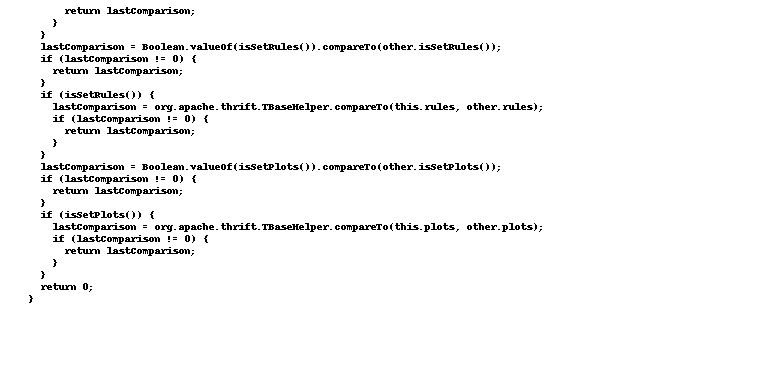 return lastComparison;
}
}
lastComparison = Boolean.valueOf(isSetRules()).compareTo(other.isSetRules());
if (lastComparison != 0) {
return lastComparison;
}
if (isSetRules()) {
lastComparison = org.apache.thrift.TBaseHelper.compareTo(this.rules, other.rules);
if (lastComparison != 0) {
return lastComparison;
}
}
lastComparison = Boolean.valueOf(isSetPlots()).compareTo(other.isSetPlots());
if (lastComparison != 0) {
return lastComparison;
}
if (isSetPlots()) {
lastComparison = org.apache.thrift.TBaseHelper.compareTo(this.plots, other.plots);
if (lastComparison != 0) {
return lastComparison;
}
}
return 0;
}